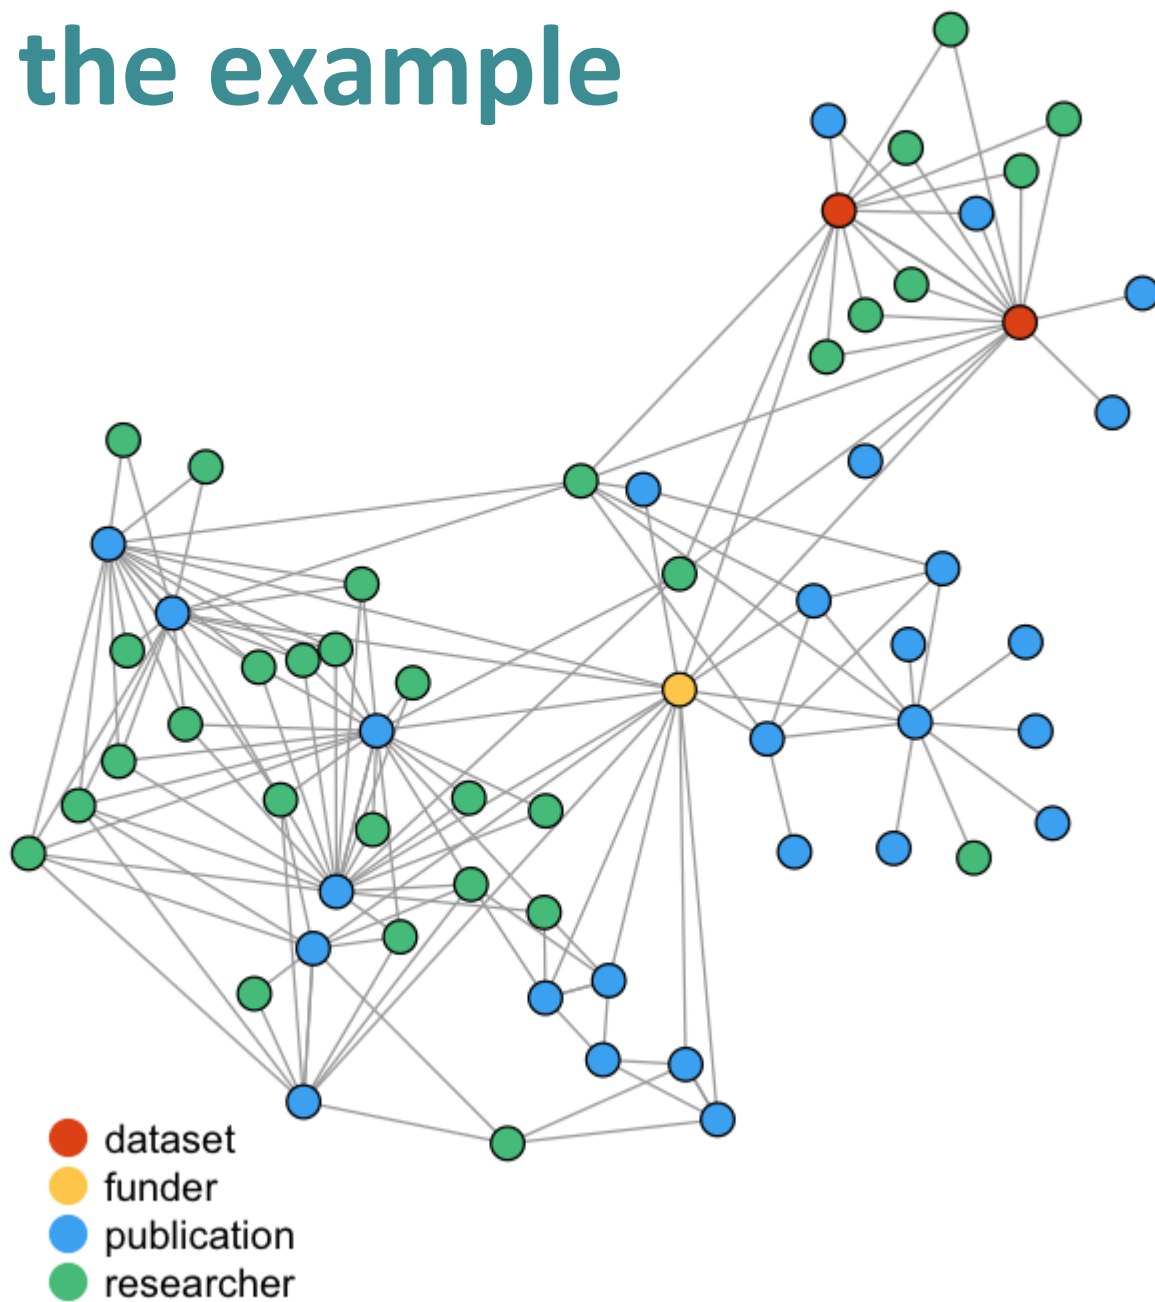 the example
dataset
funder
publication
researcher